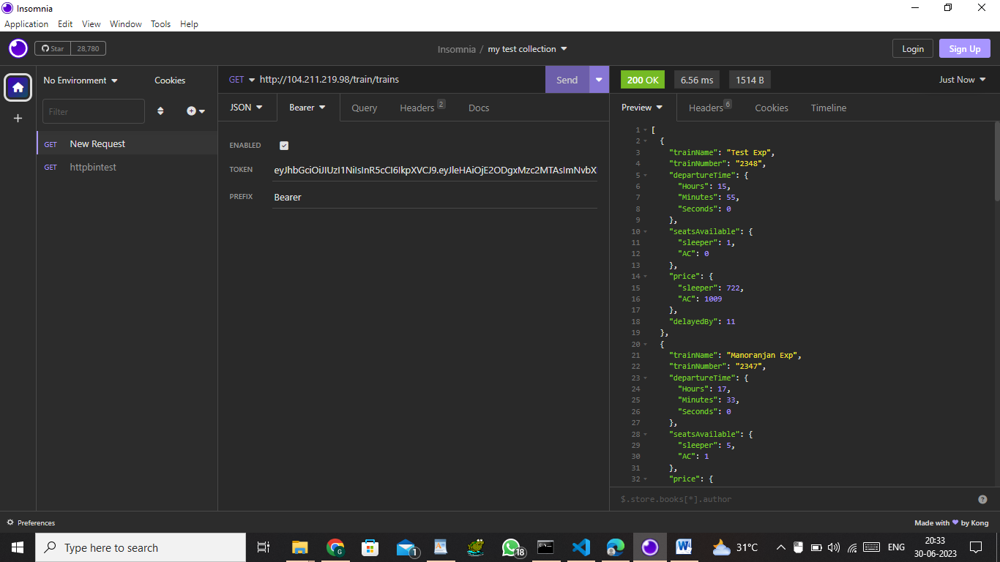 Insomnia
Application Edit View Window Tools Help
Star 28,780
Insomnia / my test collection
Login Sign Up
No Environment Cookies
Filter
GET New Request
GET httpbintest
GET http://104.211.219.98/train/trains Send
JSON Bearer Query Headers 2 Docs
ENABLED
TOKEN
PREFIX Bearer
200 OK 6.56 ms 1514 B Just Now
Preview Headers 6 Cookies Timeline
1 [
2 {
3 "trainName": "Test Exp",
4 "trainNumber": "2348",
5 "departureTime": {
6 "Hours": 15,
7 "Minutes": 55,
8 "Seconds": 0
9 },
10 "seatsAvailable": {
11 "sleeper": 1,
12 "AC": 0
13 },
14 "price": {
15 "sleeper": 722,
16 "AC": 1009
17 },
18 "delayedBy": 11
19 },
20 {
21 "trainName": "Manoranjan Exp",
22 "trainNumber": "2347",
23 "departureTime": {
24 "Hours": 17,
25 "Minutes": 33,
26 "Seconds": 0
27 },
28 "seatsAvailable": {
29 "sleeper": 5,
30 "AC": 1
31 },
32 "price": {
$.store.books[*].author
Preferences
Made with ♥ by Kong
Type here to search
1
18
31°C
ENG
20:33
30-06-2023